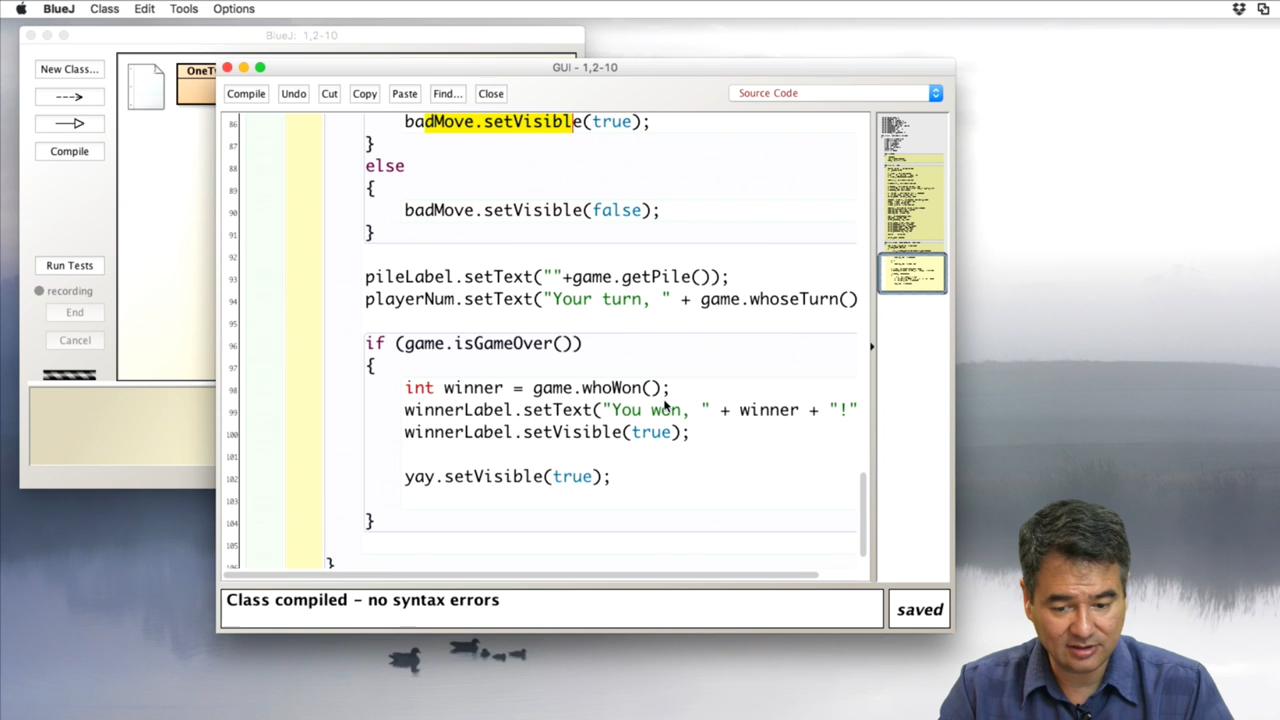 BlueJ Class Edit Tools Options
BlueJ: 1,2-10
New Class...
--->
Compile
Run Tests
recording
End
Cancel
OneTw
GUI - 1,2-10
Compile Undo Cut Copy Paste Find... Close Source Code
86 badMove.setVisible(true);
87 }
88 else
89 {
90 badMove.setVisible(false);
91 }
92
93 pileLabel.setText(""+game.getPile());
94 playerNum.setText("Your turn, " + game.whoseTurn()
95
96 if (game.isGameOver())
97 {
98 int winner = game.whoWon();
99 winnerLabel.setText("You won, " + winner + "!"
100 winnerLabel.setVisible(true);
101
102 yay.setVisible(true);
103
104 }
105
106 }
Class compiled - no syntax errors
saved